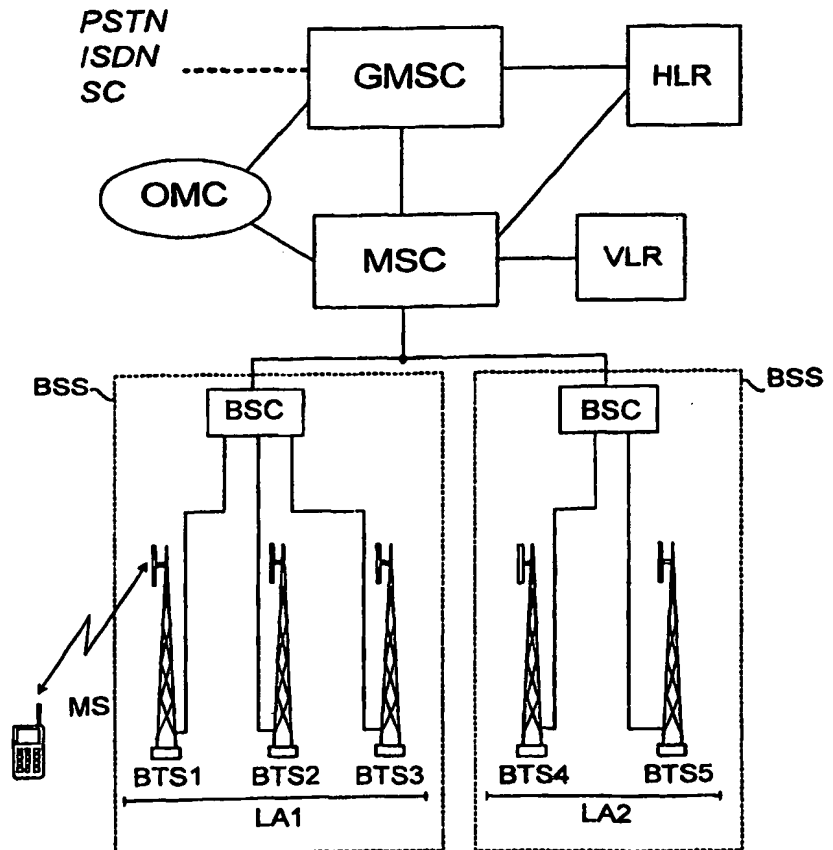 PSTN
ISDN
SC
GMSC
HLR
OMC
MSC
VLR
BSS
BSC
BSC
BSS
MS
BTS1
BTS2
BTS3
BTS4
BTS5
LA1
LA2